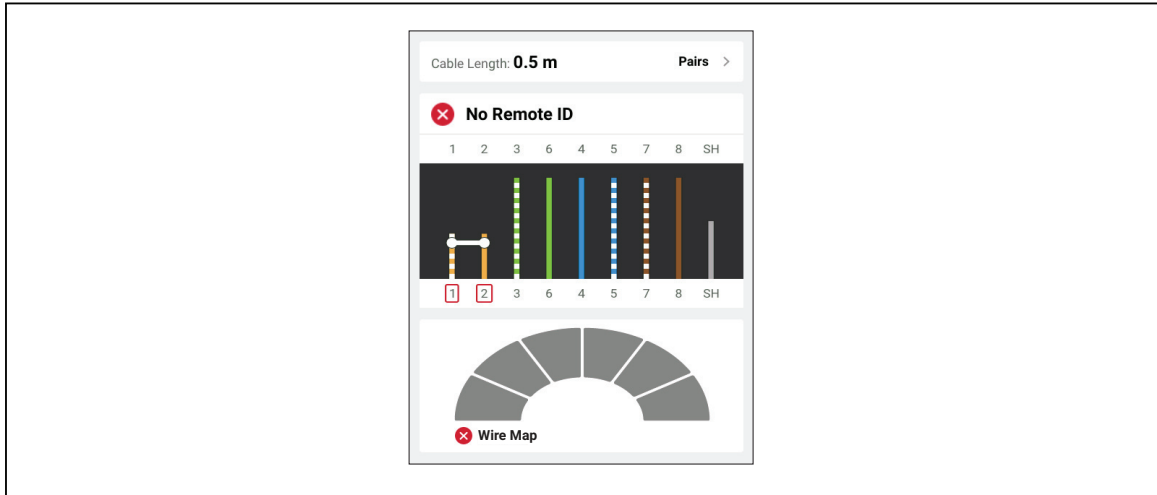 Cable Length: 0.5 m Pairs >
No Remote ID
1 2 3 6 4 5 7 8 SH
1 2 3 6 4 5 7 8 SH
Wire Map